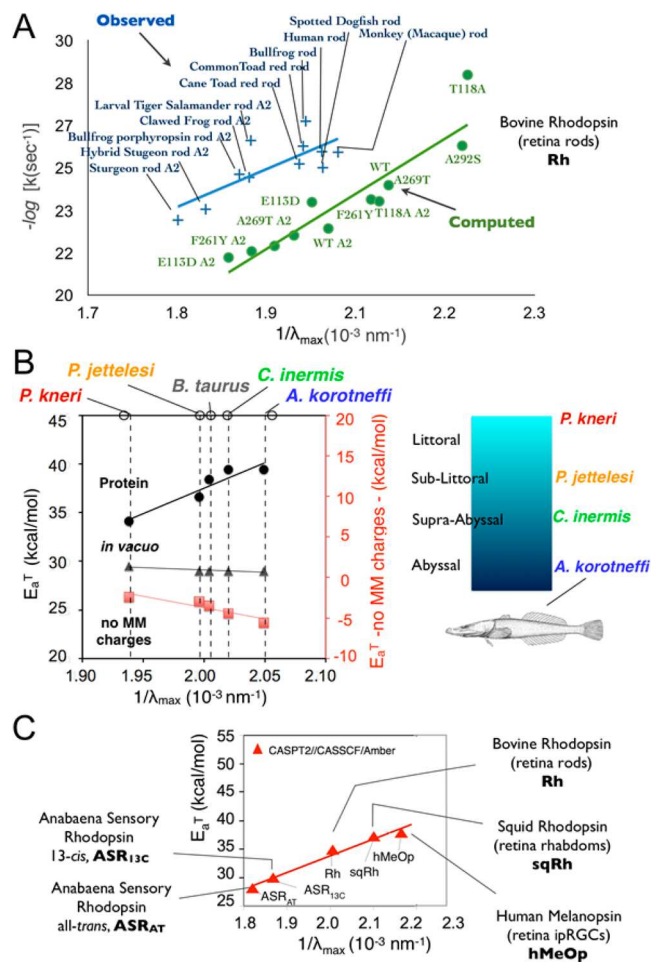 A
Observed
Spotted Dogfish rod
Human rod
Monkey (Macaque) rod
Bullfrog rod
CommonToad red rod
Cane Toad red rod
Larval Tiger Salamander rod A2
Clawed Frog rod A2
Bullfrog porphyropsin rod A2
Hybrid Stugeon rod A2
Sturgeon rod A2
T118A
A292S
WT
A269T
E113D
F261Y
T118A A2
A269T A2
WT A2
F261Y A2
E113D A2
Computed
Bovine Rhodopsin
(retina rods)
Rh
-log [k(sec⁻¹)]
30
28
26
25
23
22
20
1.7
1.8
1.9
2.0
2.1
2.2
2.3
1/λmax (10⁻³ nm⁻¹)
B
P. kneri
P. jettelesi
B. taurus
C. inermis
A. korotneffi
45
40
35
30
25
20
EaT (kcal/mol)
Protein
in vacuo
no MM
charges
20
15
10
5
0
-5
-10
EaT -no MM charges - (kcal/mol)
1.95
1.94
2.00
2.05
2.10
1/λmax (10⁻³ nm⁻¹)
Littoral
Sub-Littoral
Supra-Abyssal
Abyssal
P. kneri
P. jettelesi
C. inermis
A. korotneffi
C
55
50
45
40
35
30
25
EaT (kcal/mol)
CASPT2//CASSCF/Amber
ASRAT
ASR13C
Rh
sqRh
hMeOp
1.8
1.9
2.0
2.1
2.2
2.3
1/λmax (10⁻³ nm⁻¹)
Anabaena Sensory
Rhodopsin
13-cis, ASR13C
Anabaena Sensory
Rhodopsin
all-trans, ASRAT
Bovine Rhodopsin
(retina rods)
Rh
Squid Rhodopsin
(retina rhabdoms)
sqRh
Human Melanopsin
(retina ipRGCs)
hMeOp